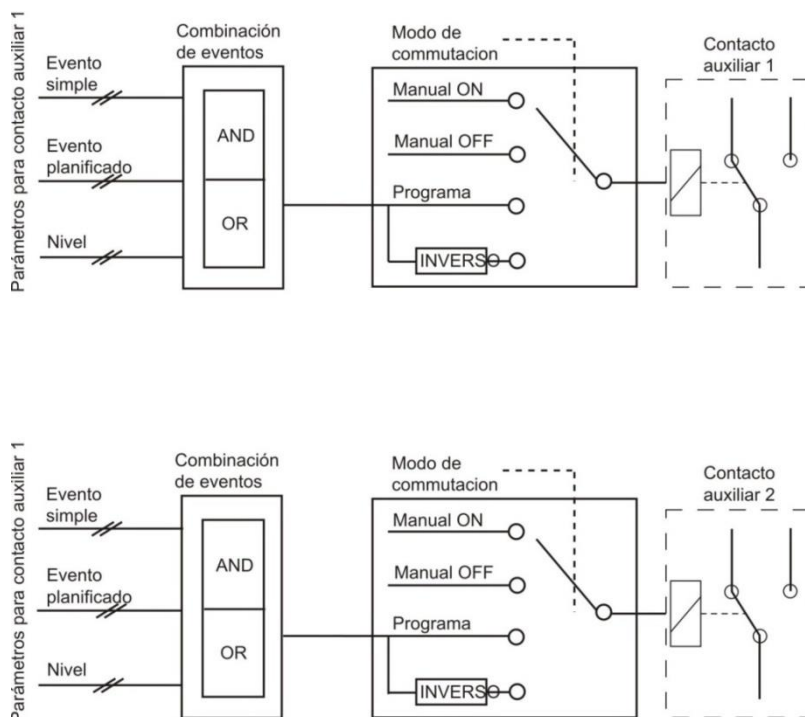 Parámetros para contacto auxiliar 1
Evento
simple
Evento
planificado
Nivel
Combinación
de eventos
AND
OR
Modo de
commutacion
Manual ON
Manual OFF
Programa
INVERS
Contacto
auxiliar 1
Parámetros para contacto auxiliar 1
Evento
simple
Evento
planificado
Nivel
Combinación
de eventos
AND
OR
Modo de
commutacion
Manual ON
Manual OFF
Programa
INVERS
Contacto
auxiliar 2